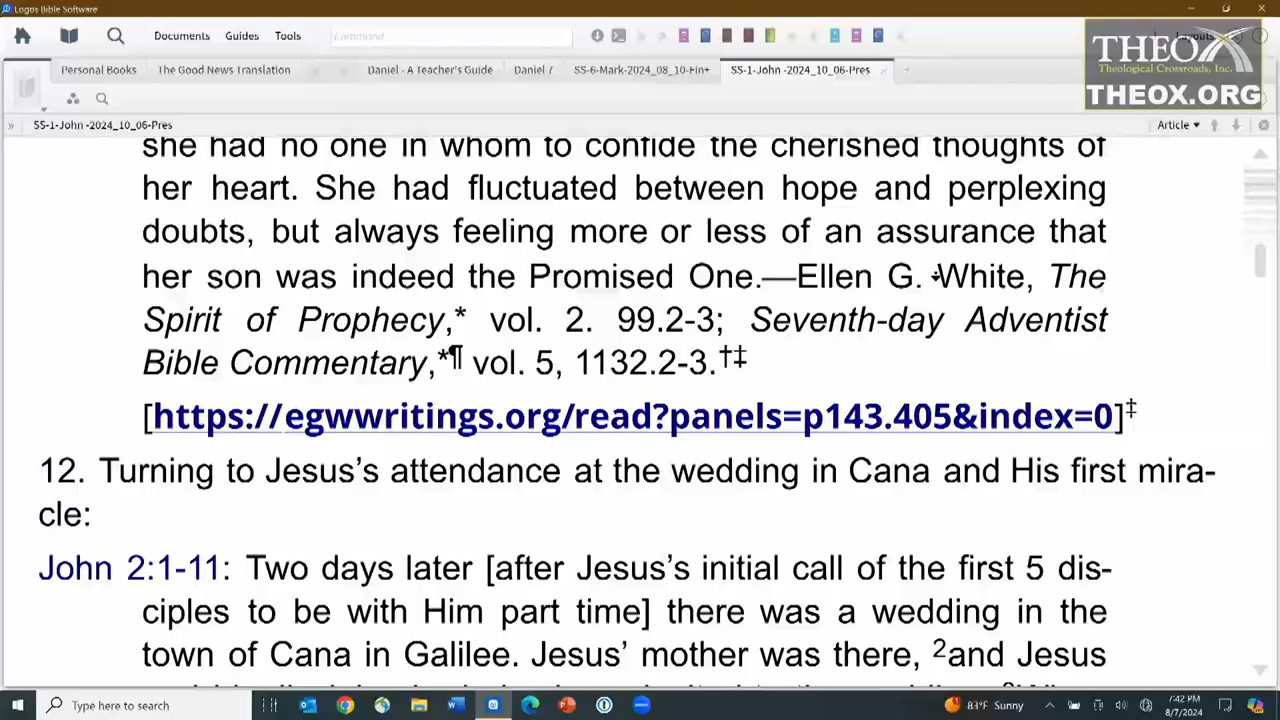 Logos Bible Software
Documents Guides Tools Command
THEOX
Theological Crossroads, Inc.
THEOX.ORG
Personal Books The Good News Translation Daniel 7 SS-6-Mark-2024_08_10-Fin+ SS-1-John -2024_10_06-Pres
SS-1-John -2024_10_06-Pres Article
she had no one in whom to confide the cherished thoughts of
her heart. She had fluctuated between hope and perplexing
doubts, but always feeling more or less of an assurance that
her son was indeed the Promised One.—Ellen G. White, The
Spirit of Prophecy,* vol. 2. 99.2-3; Seventh-day Adventist
Bible Commentary,*¶ vol. 5, 1132.2-3.†‡
[https://egwwritings.org/read?panels=p143.405&index=0]‡
12. Turning to Jesus’s attendance at the wedding in Cana and His first mira-
cle:
John 2:1-11: Two days later [after Jesus’s initial call of the first 5 dis-
ciples to be with Him part time] there was a wedding in the
town of Cana in Galilee. Jesus’ mother was there, 2and Jesus
Type here to search
83°F Sunny
7:42 PM
8/7/2024